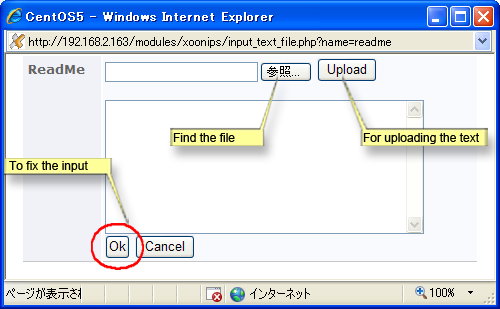 CentOS5 - Windows Internet Explorer
http://192.168.2.163/modules/xoonips/input_text_file.php?name=readme
ReadMe
参照...
Upload
Find the file
For uploading the text
To fix the input
Ok
Cancel
ページが表示され
インターネット
100%